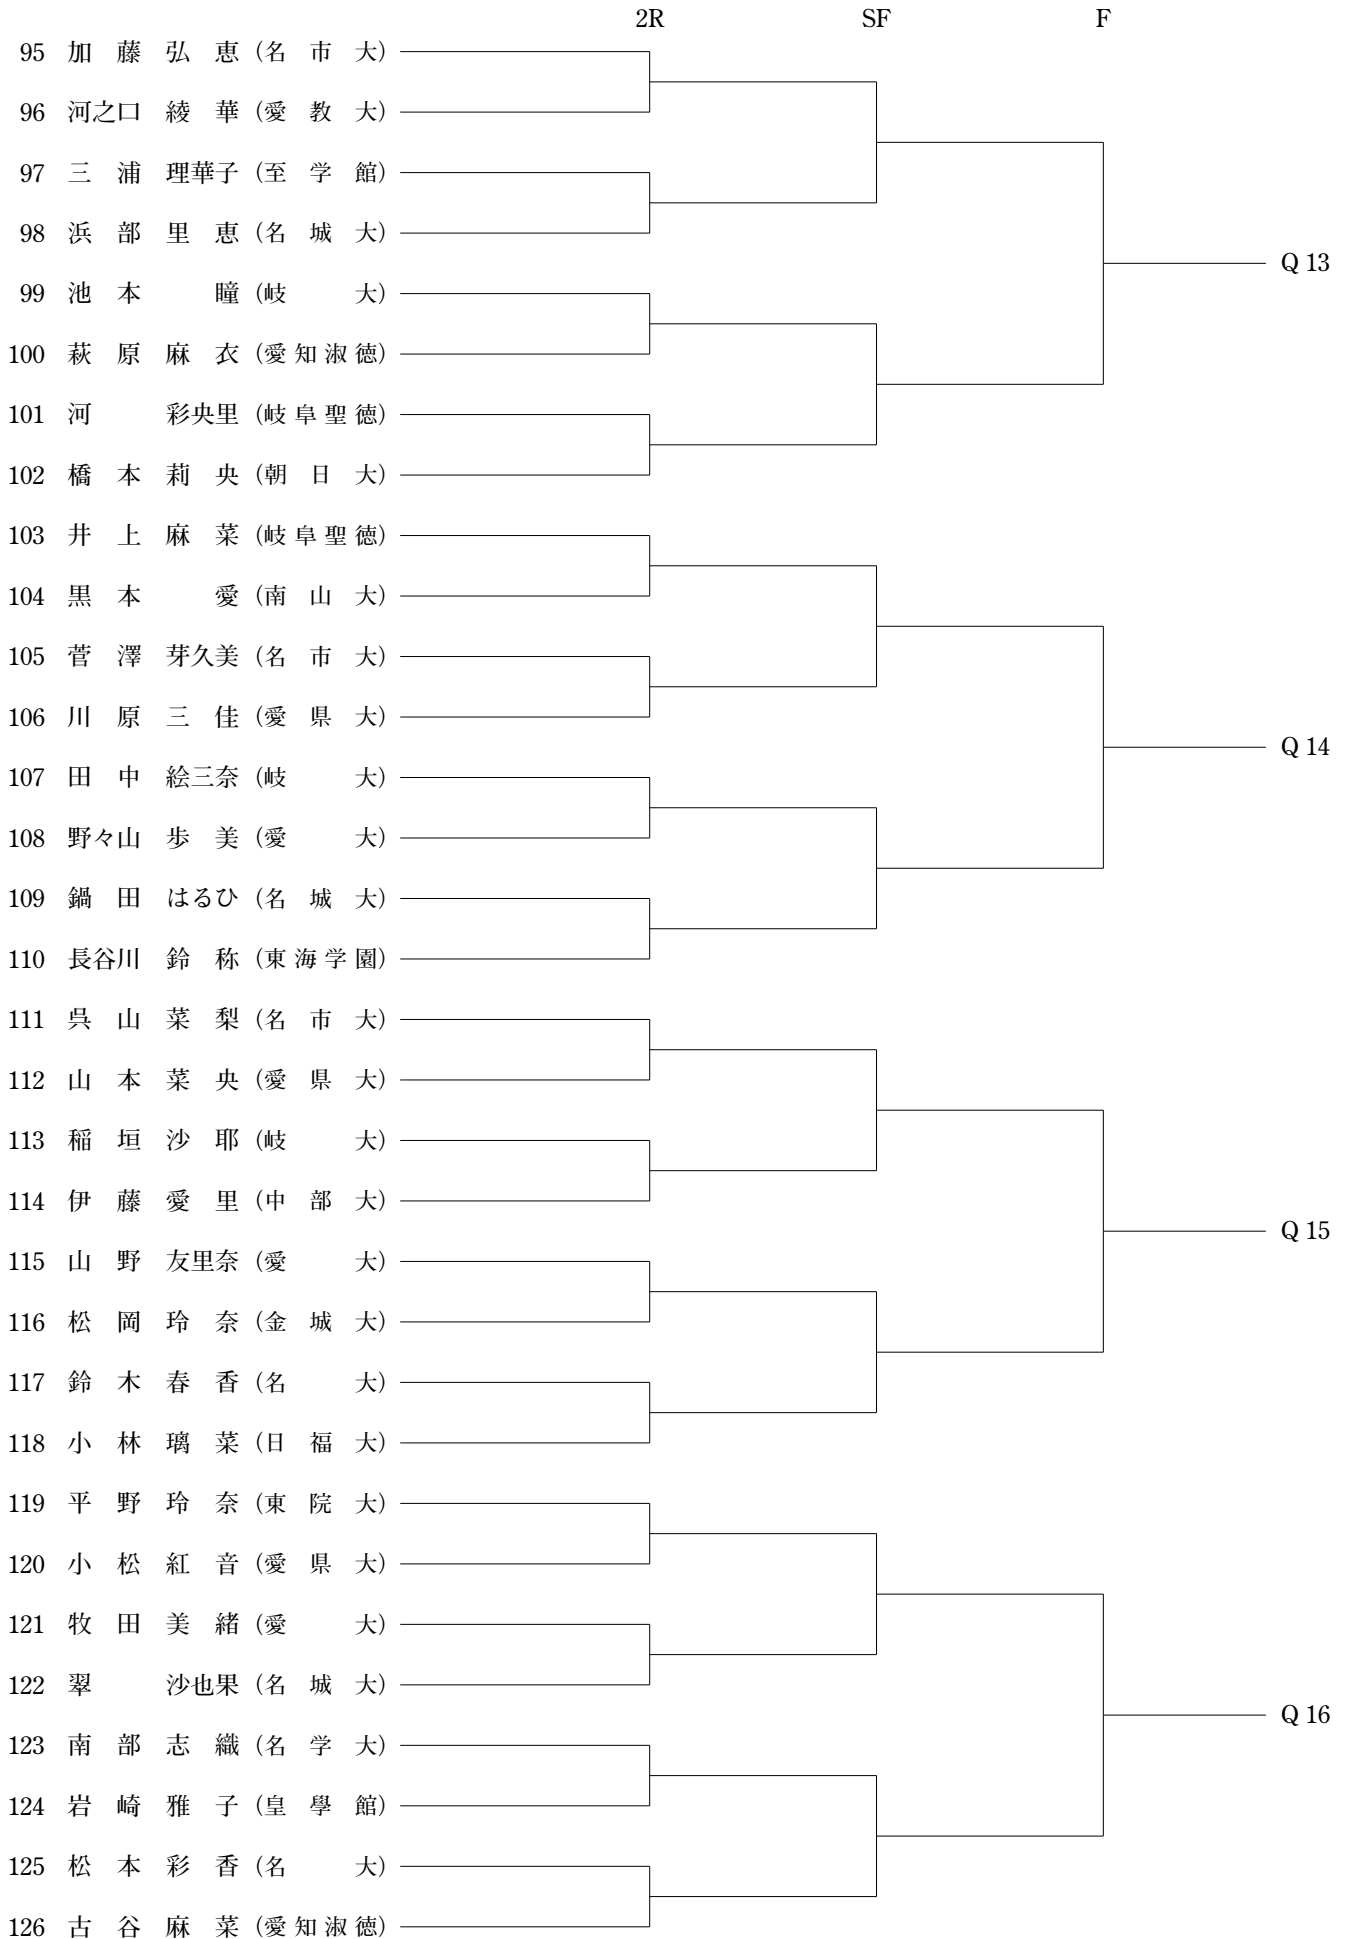 2R SF F
95 加藤弘恵(名市大)
96 河之口綾華(愛教大)
97 三浦理華子(至学館)
98 浜部里恵(名城大)
Q 13
99 池本瞳(岐大)
100 萩原麻衣(愛知淑徳)
101 河彩央里(岐阜聖徳)
102 橋本莉央(朝日大)
103 井上麻菜(岐阜聖徳)
104 黒本愛(南山大)
105 菅澤芽久美(名市大)
106 川原三佳(愛県大)
Q 14
107 田中絵三奈(岐大)
108 野々山歩美(愛大)
109 鍋田はるひ(名城大)
110 長谷川鈴称(東海学園)
111 呉山菜梨(名市大)
112 山本菜央(愛県大)
113 稲垣沙耶(岐大)
114 伊藤愛里(中部大)
Q 15
115 山野友里奈(愛大)
116 松岡玲奈(金城大)
117 鈴木春香(名大)
118 小林璃菜(日福大)
119 平野玲奈(東院大)
120 小松紅音(愛県大)
121 牧田美緒(愛大)
122 翠沙也果(名城大)
Q 16
123 南部志織(名学大)
124 岩崎雅子(皇學館)
125 松本彩香(名大)
126 古谷麻菜(愛知淑徳)